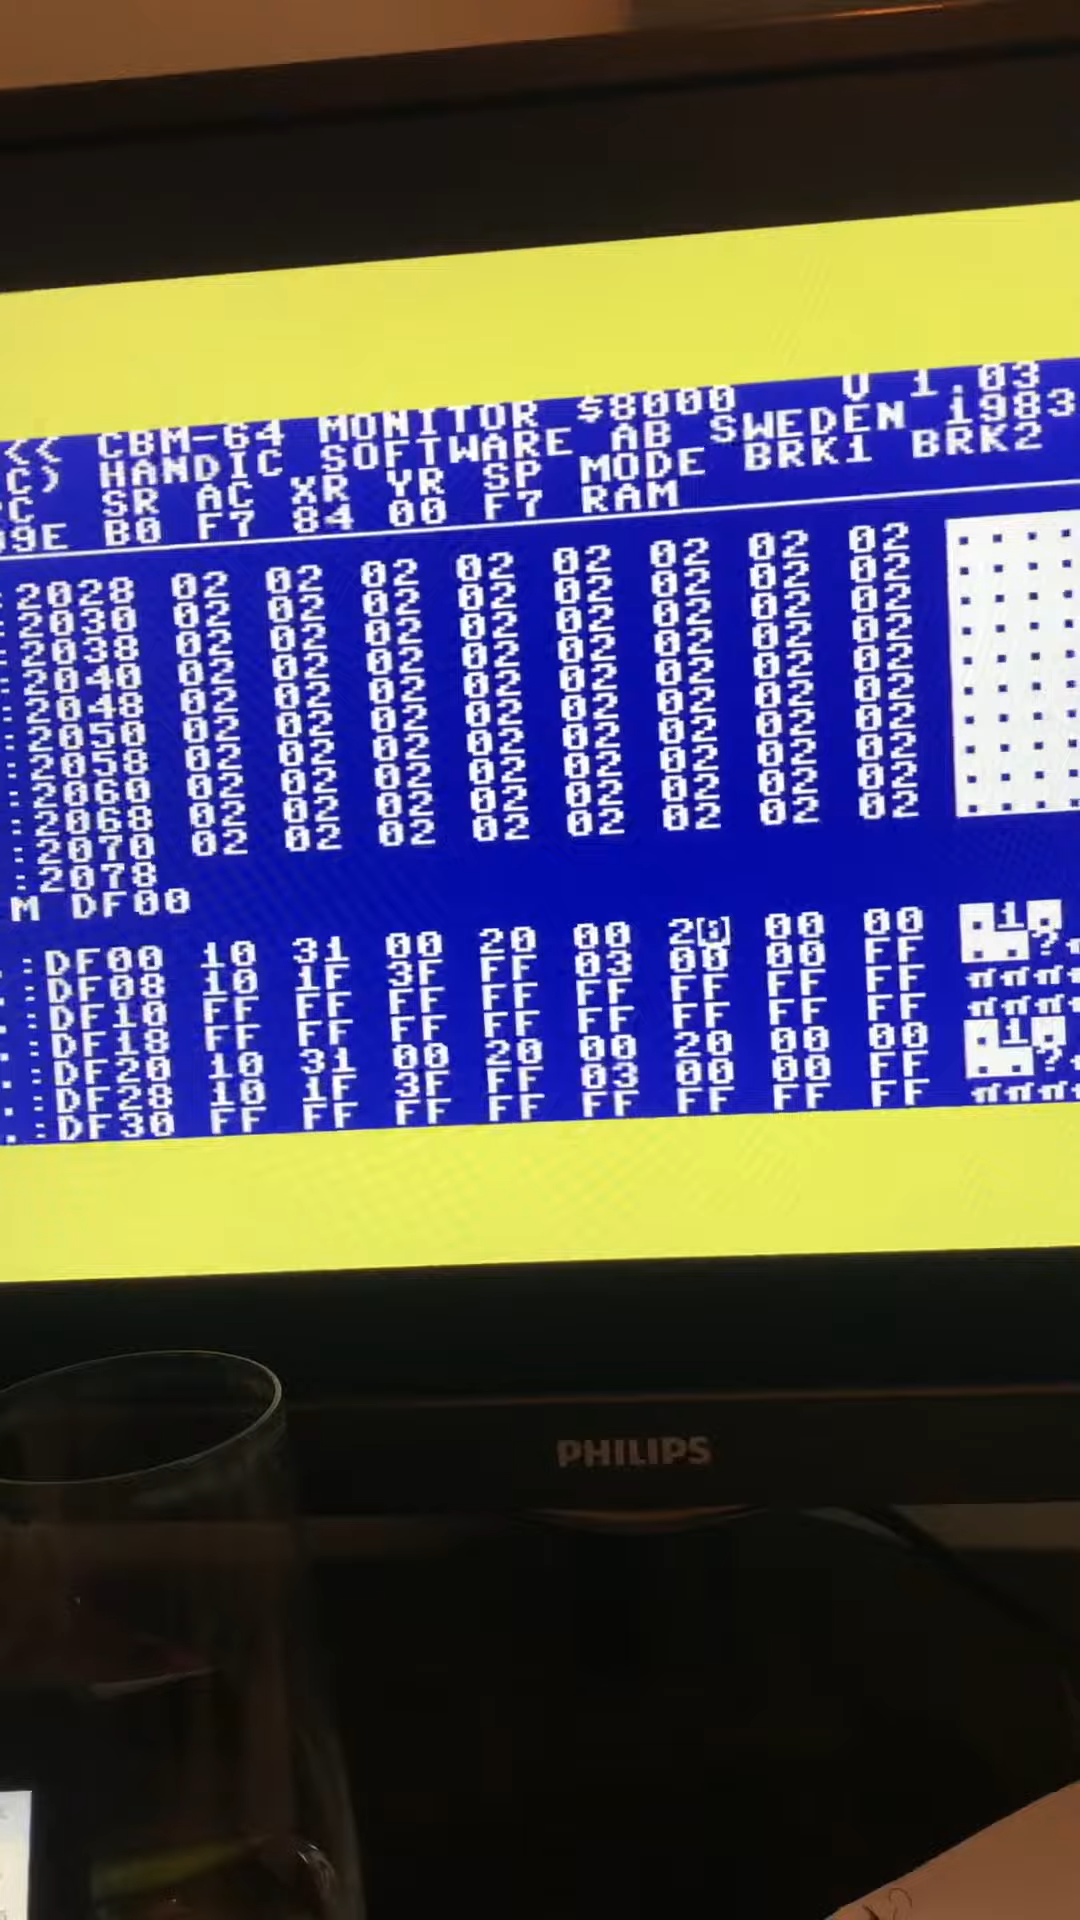 << CBM-64 MONITOR $8000 V 1.03
C) HANDIC SOFTWARE AB SWEDEN 1983
C SR AC XR YR SP MODE BRK1 BRK2
09E B0 F7 84 00 F7 RAM
:2028 02 02 02 02 02 02 02 02
:2030 02 02 02 02 02 02 02 02
:2038 02 02 02 02 02 02 02 02
:2040 02 02 02 02 02 02 02 02
:2048 02 02 02 02 02 02 02 02
:2050 02 02 02 02 02 02 02 02
:2058 02 02 02 02 02 02 02 02
:2060 02 02 02 02 02 02 02 02
:2068 02 02 02 02 02 02 02 02
:2070 02 02 02 02 02 02 02 02
:2078
M DF00
.:DF00 10 31 00 20 00 2 00 00 .1.
.:DF08 10 1F 3F FF 03 00 00 FF ..?
.:DF10 FF FF FF FF FF FF FF FF
.:DF18 FF FF FF FF FF FF FF FF
.:DF20 10 31 00 20 00 20 00 00 .1.
.:DF28 10 1F 3F FF 03 00 00 FF ..?
.:DF30 FF FF FF FF FF FF FF FF
PHILIPS